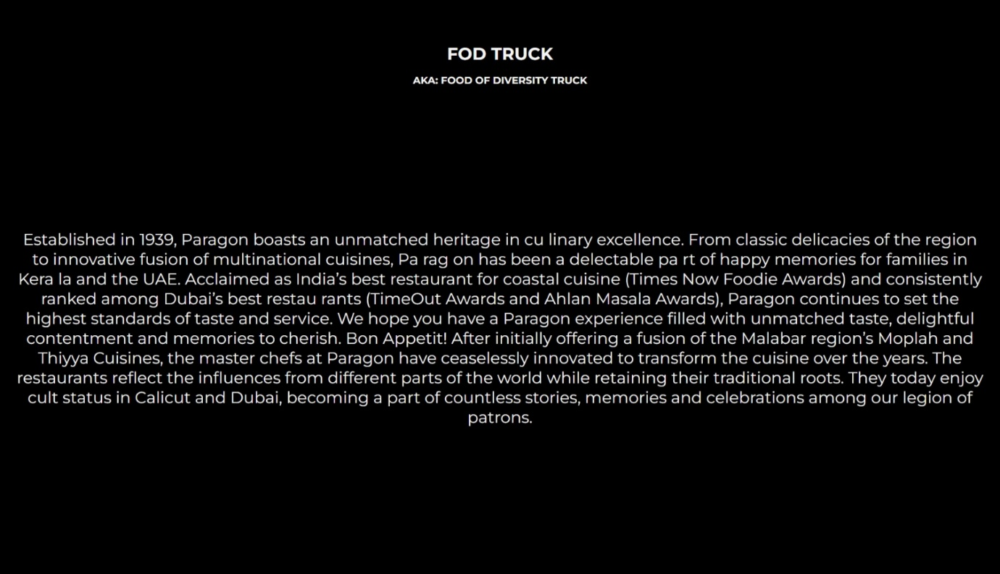 FOD TRUCK
AKA: FOOD OF DIVERSITY TRUCK
Established in 1939, Paragon boasts an unmatched heritage in cu linary excellence. From classic delicacies of the region
to innovative fusion of multinational cuisines, Pa rag on has been a delectable pa rt of happy memories for families in
Kera la and the UAE. Acclaimed as India’s best restaurant for coastal cuisine (Times Now Foodie Awards) and consistently
ranked among Dubai’s best restau rants (TimeOut Awards and Ahlan Masala Awards), Paragon continues to set the
highest standards of taste and service. We hope you have a Paragon experience filled with unmatched taste, delightful
contentment and memories to cherish. Bon Appetit! After initially offering a fusion of the Malabar region’s Moplah and
Thiyya Cuisines, the master chefs at Paragon have ceaselessly innovated to transform the cuisine over the years. The
restaurants reflect the influences from different parts of the world while retaining their traditional roots. They today enjoy
cult status in Calicut and Dubai, becoming a part of countless stories, memories and celebrations among our legion of
patrons.